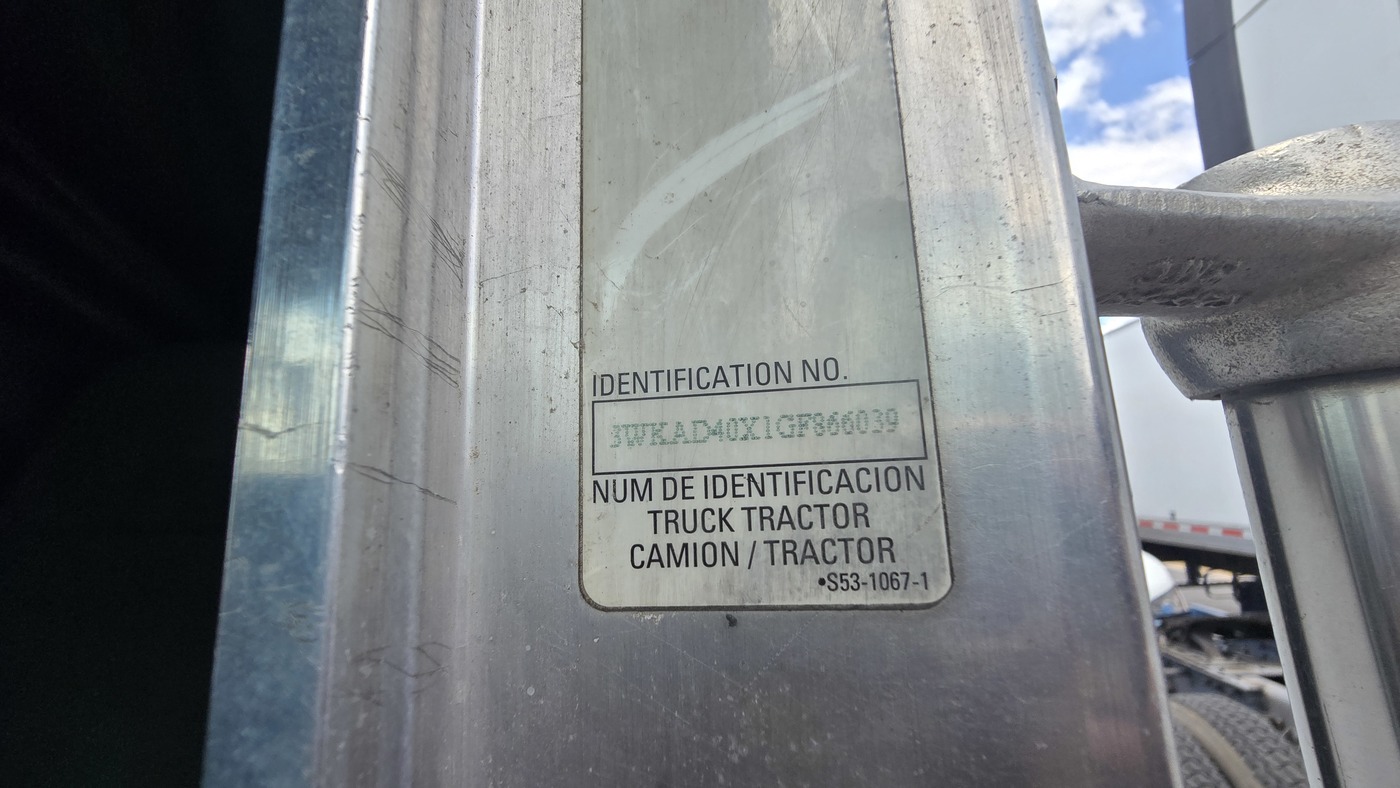 IDENTIFICATION NO.
3WKAD40X1GF866039
NUM DE IDENTIFICACION
TRUCK TRACTOR
CAMION / TRACTOR
•S53-1067-1